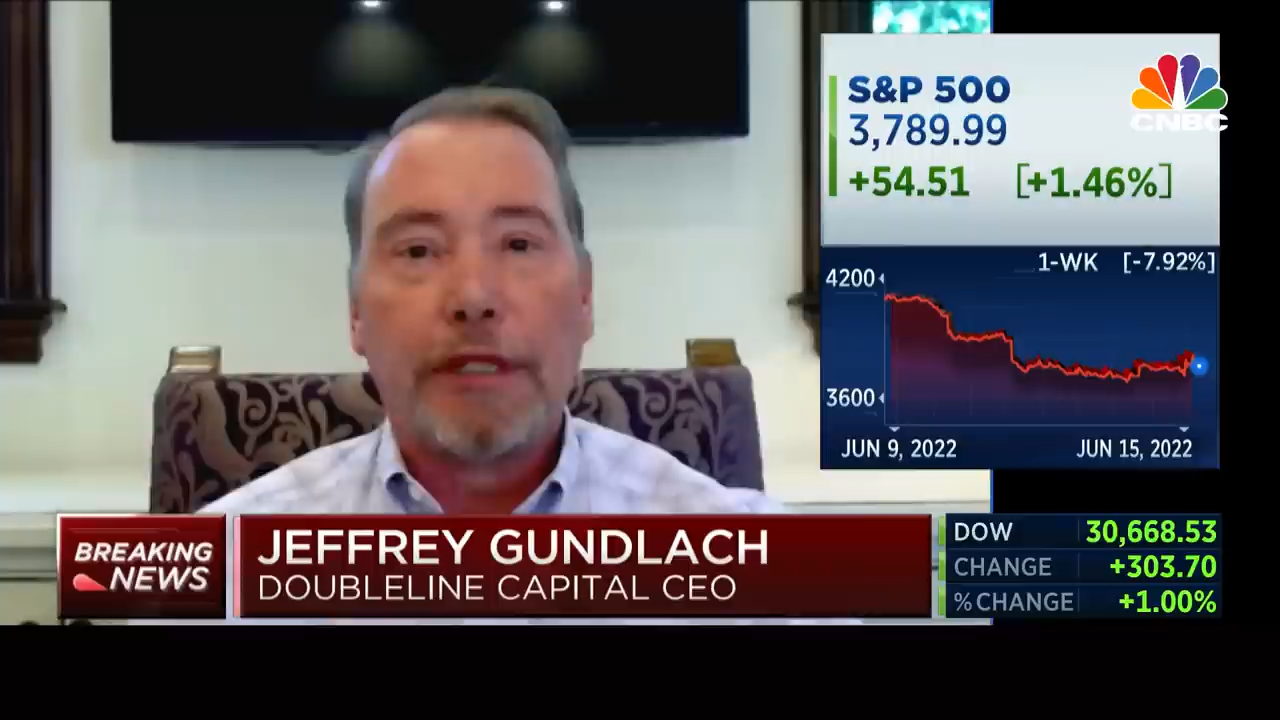 S&P 500
3,789.99
+54.51 [+1.46%]
CNBC
1-WK [-7.92%]
4200
3600
JUN 9, 2022 JUN 15, 2022
BREAKING
NEWS
JEFFREY GUNDLACH
DOUBLELINE CAPITAL CEO
DOW 30,668.53
CHANGE +303.70
% CHANGE +1.00%